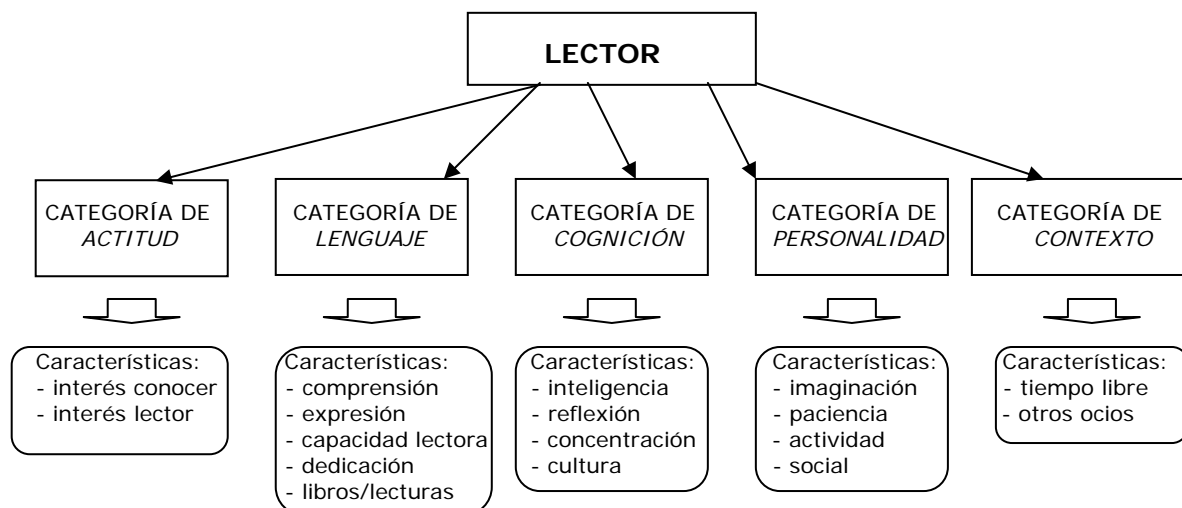 LECTOR
CATEGORÍA DE
ACTITUD
CATEGORÍA DE
LENGUAJE
CATEGORÍA DE
COGNICIÓN
CATEGORÍA DE
PERSONALIDAD
CATEGORÍA DE
CONTEXTO
Características:
- interés conocer
- interés lector
Características:
- comprensión
- expresión
- capacidad lectora
- dedicación
- libros/lecturas
Características:
- inteligencia
- reflexión
- concentración
- cultura
Características:
- imaginación
- paciencia
- actividad
- social
Características:
- tiempo libre
- otros ocios